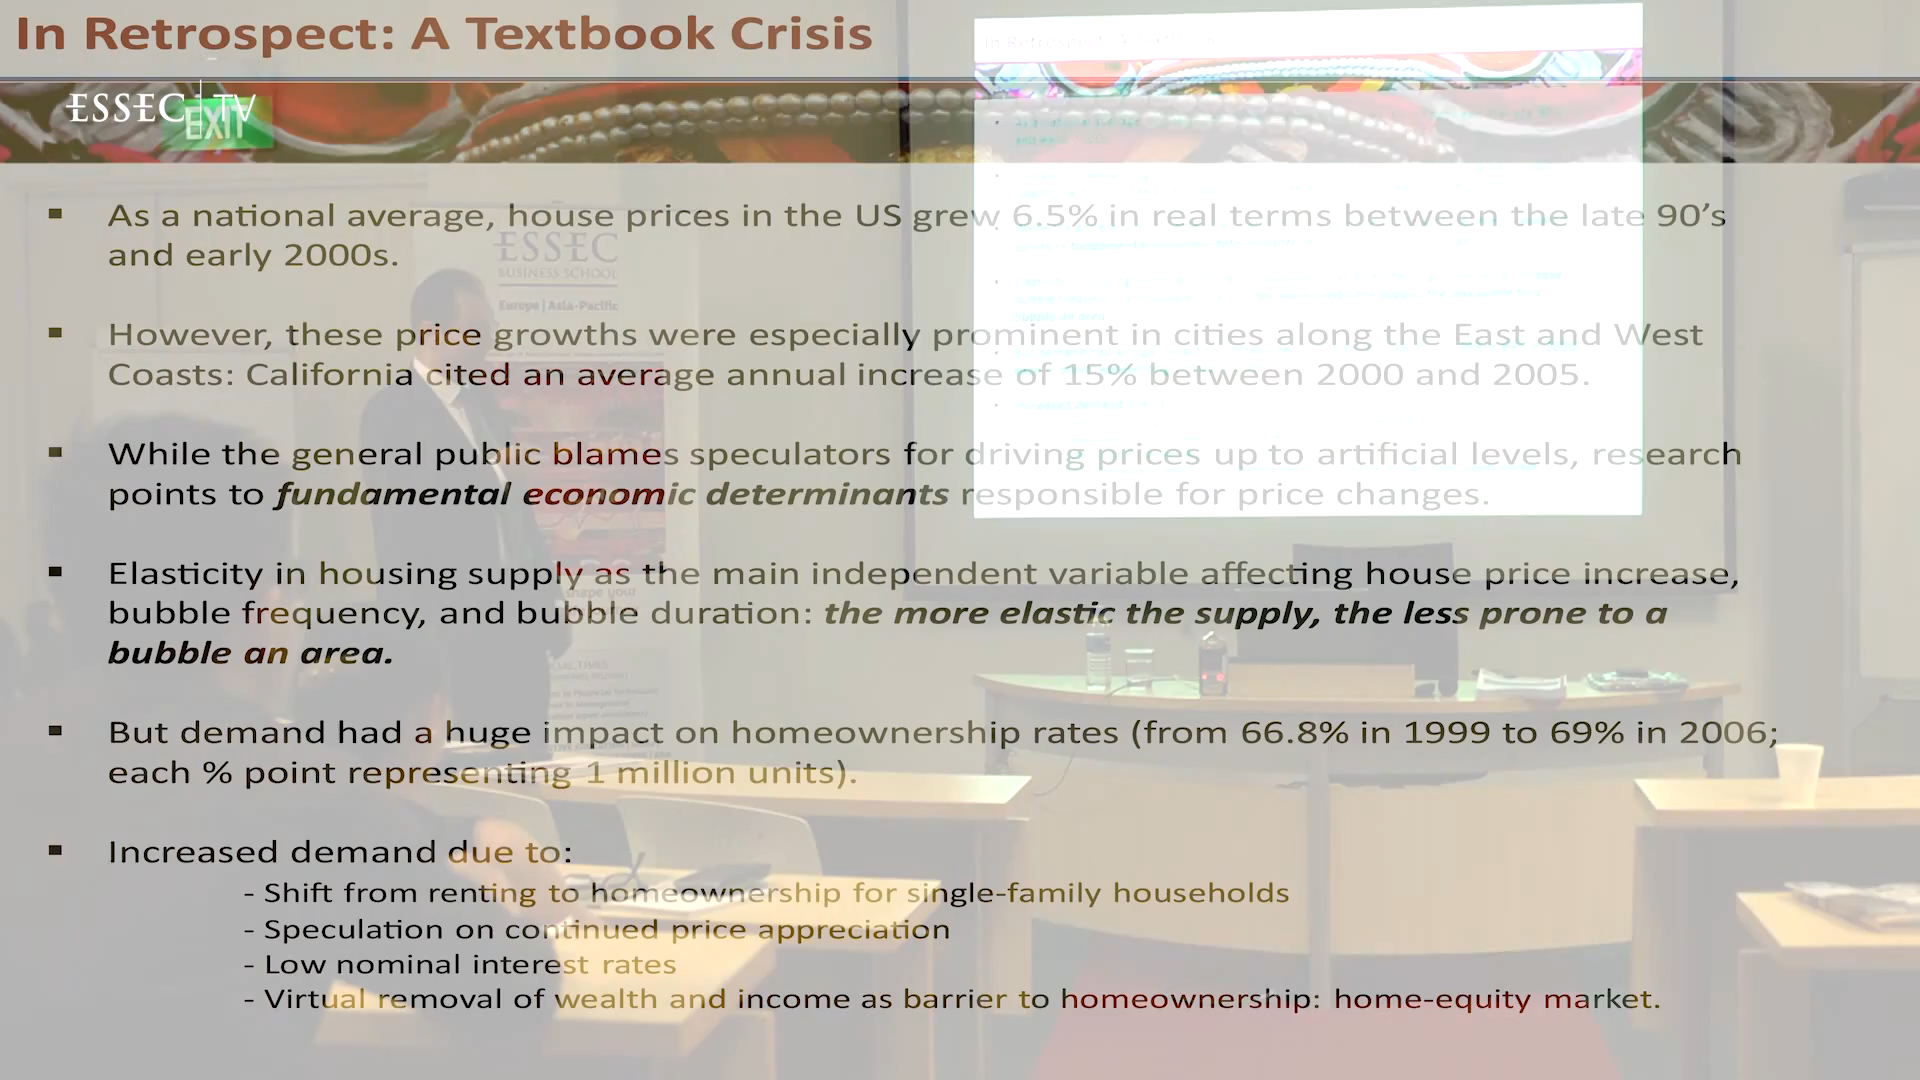 In Retrospect: A Textbook Crisis
ESSEC TV
EXIT
▪ As a national average, house prices in the US grew 6.5% in real terms between the late 90’s
and early 2000s.
▪ However, these price growths were especially prominent in cities along the East and West
Coasts: California cited an average annual increase of 15% between 2000 and 2005.
▪ While the general public blames speculators for driving prices up to artificial levels, research
points to fundamental economic determinants responsible for price changes.
▪ Elasticity in housing supply as the main independent variable affecting house price increase,
bubble frequency, and bubble duration: the more elastic the supply, the less prone to a
bubble an area.
▪ But demand had a huge impact on homeownership rates (from 66.8% in 1999 to 69% in 2006;
each % point representing 1 million units).
▪ Increased demand due to:
- Shift from renting to homeownership for single-family households
- Speculation on continued price appreciation
- Low nominal interest rates
- Virtual removal of wealth and income as barrier to homeownership: home-equity market.
ESSEC
BUSINESS SCHOOL
Europe | Asia-Pacific
shape your